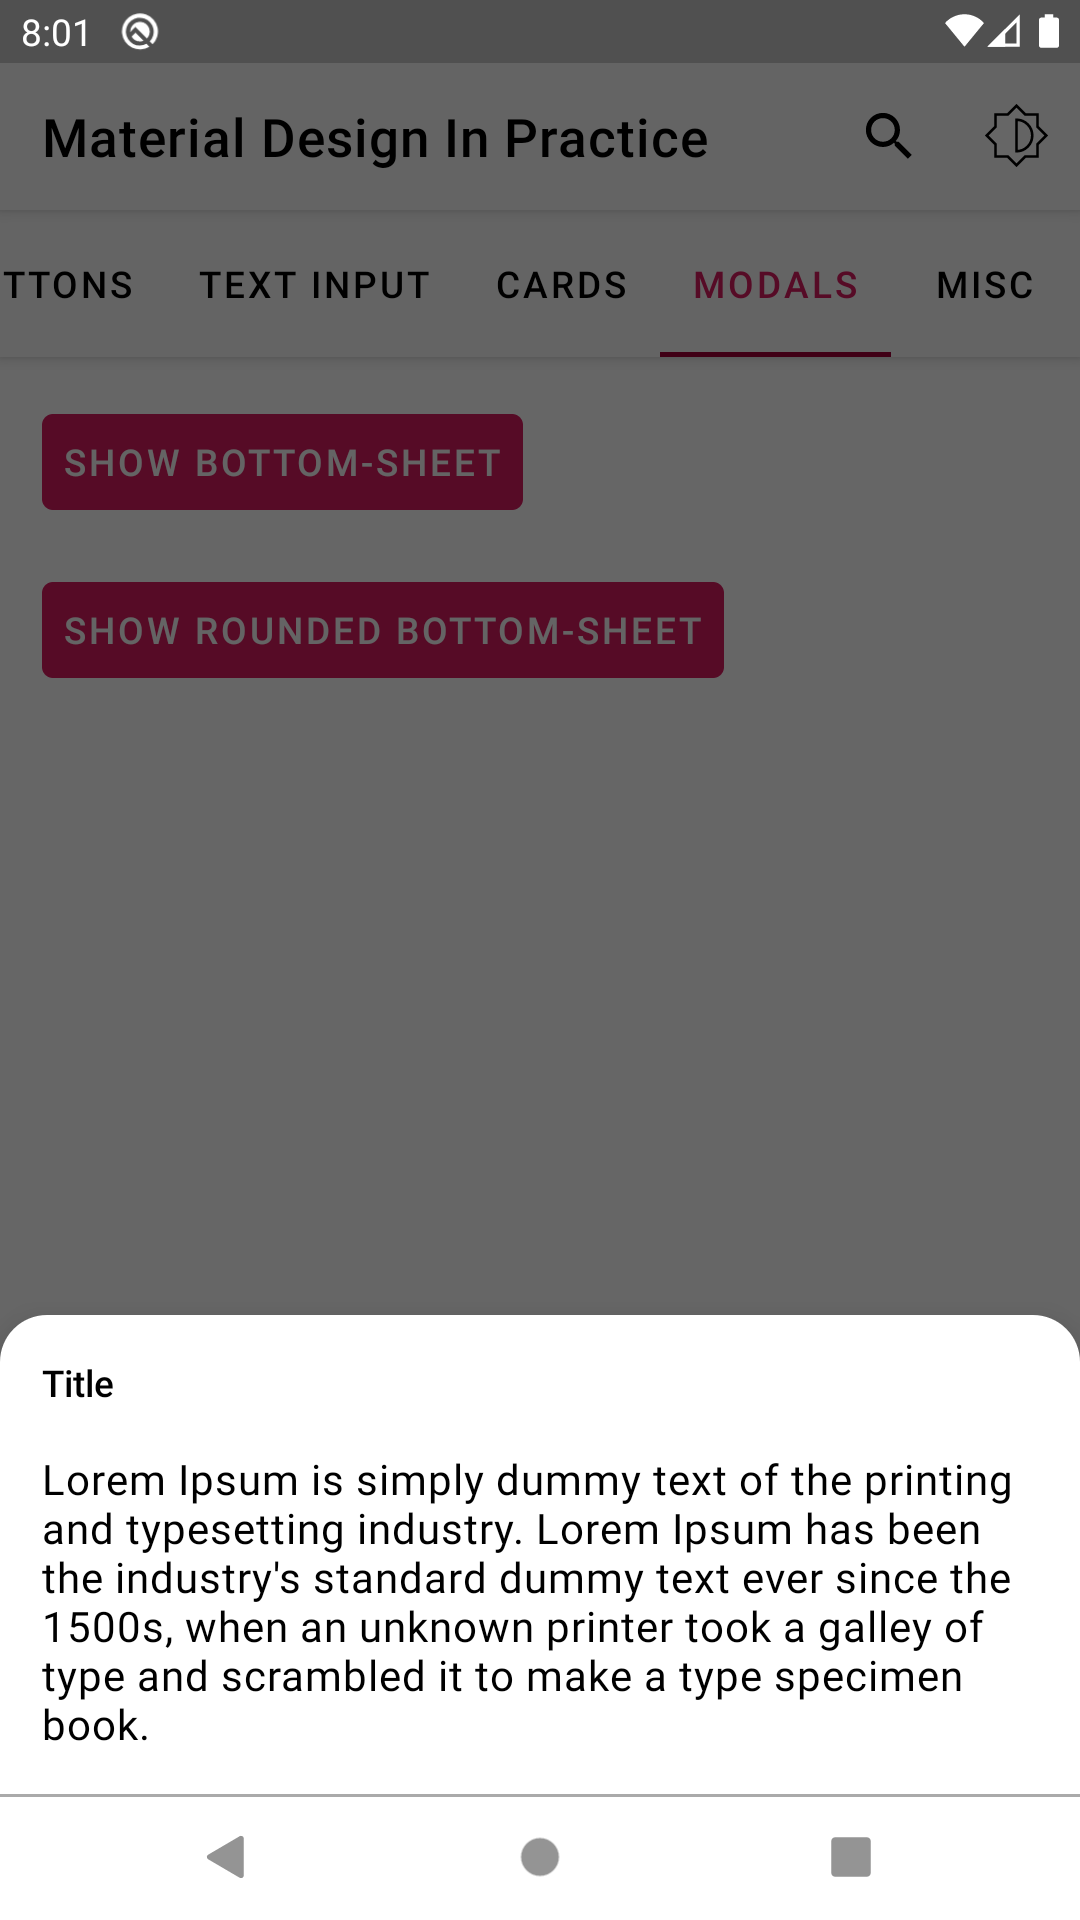 8:01
Material Design In Practice
TTONS TEXT INPUT CARDS MODALS MISC
SHOW BOTTOM-SHEET
SHOW ROUNDED BOTTOM-SHEET
Title
Lorem Ipsum is simply dummy text of the printing
and typesetting industry. Lorem Ipsum has been
the industry's standard dummy text ever since the
1500s, when an unknown printer took a galley of
type and scrambled it to make a type specimen
book.